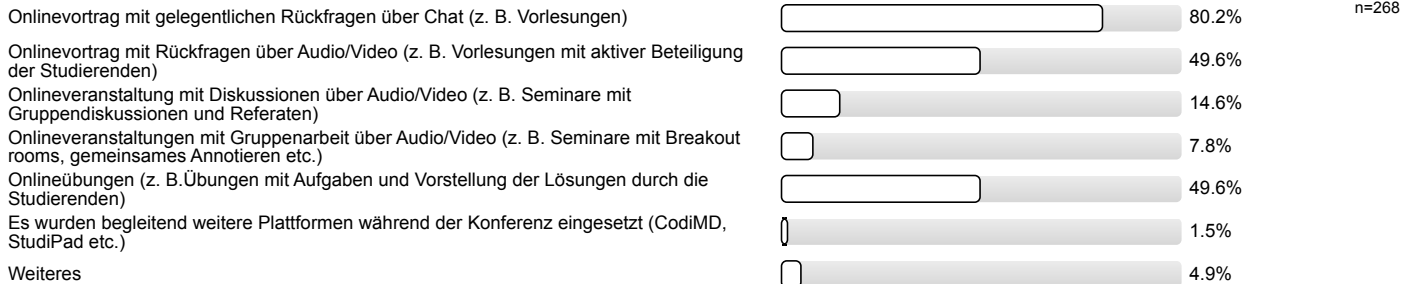 Onlinevortrag mit gelegentlichen Rückfragen über Chat (z. B. Vorlesungen) 80.2% n=268
Onlinevortrag mit Rückfragen über Audio/Video (z. B. Vorlesungen mit aktiver Beteiligung
der Studierenden) 49.6%
Onlineveranstaltung mit Diskussionen über Audio/Video (z. B. Seminare mit
Gruppendiskussionen und Referaten) 14.6%
Onlineveranstaltungen mit Gruppenarbeit über Audio/Video (z. B. Seminare mit Breakout
rooms, gemeinsames Annotieren etc.) 7.8%
Onlineübungen (z. B.Übungen mit Aufgaben und Vorstellung der Lösungen durch die
Studierenden) 49.6%
Es wurden begleitend weitere Plattformen während der Konferenz eingesetzt (CodiMD,
StudiPad etc.) 1.5%
Weiteres 4.9%